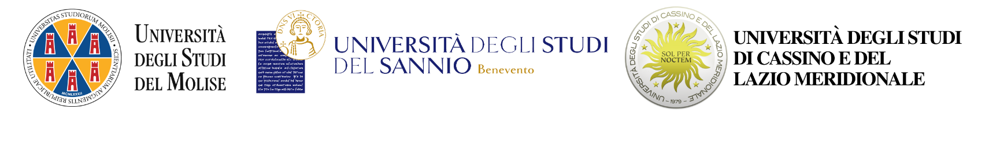 · UNIVERSITAS STUDIORUM MOLISII · SCIENTIARUM AUGMENTIS REIPUBLICAE UTILITATI
MCMLXXXII
UNIVERSITÀ
DEGLI STUDI
DEL MOLISE
DNS VICTORIA
UNIVERSITÀ DEGLI STUDI
DEL SANNIO Benevento
UNIVERSITÀ DEGLI STUDI DI CASSINO E DEL LAZIO MERIDIONALE
- 1979 -
SOL PER
NOCTEM
UNIVERSITÀ DEGLI STUDI
DI CASSINO E DEL
LAZIO MERIDIONALE